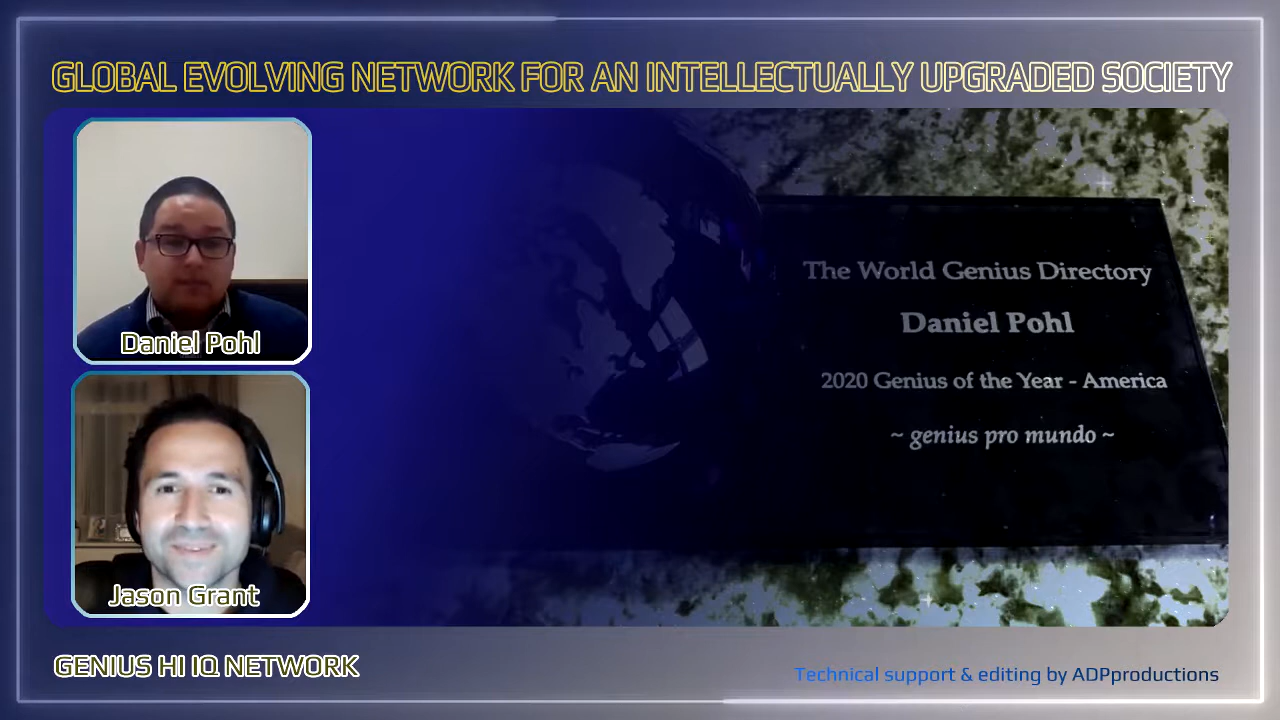 GLOBAL EVOLVING NETWORK FOR AN INTELLECTUALLY UPGRADED SOCIETY
Daniel Pohl
Jason Grant
The World Genius Directory
Daniel Pohl
2020 Genius of the Year - America
~ genius pro mundo ~
GENIUS HI IQ NETWORK
Technical support & editing by ADPproductions